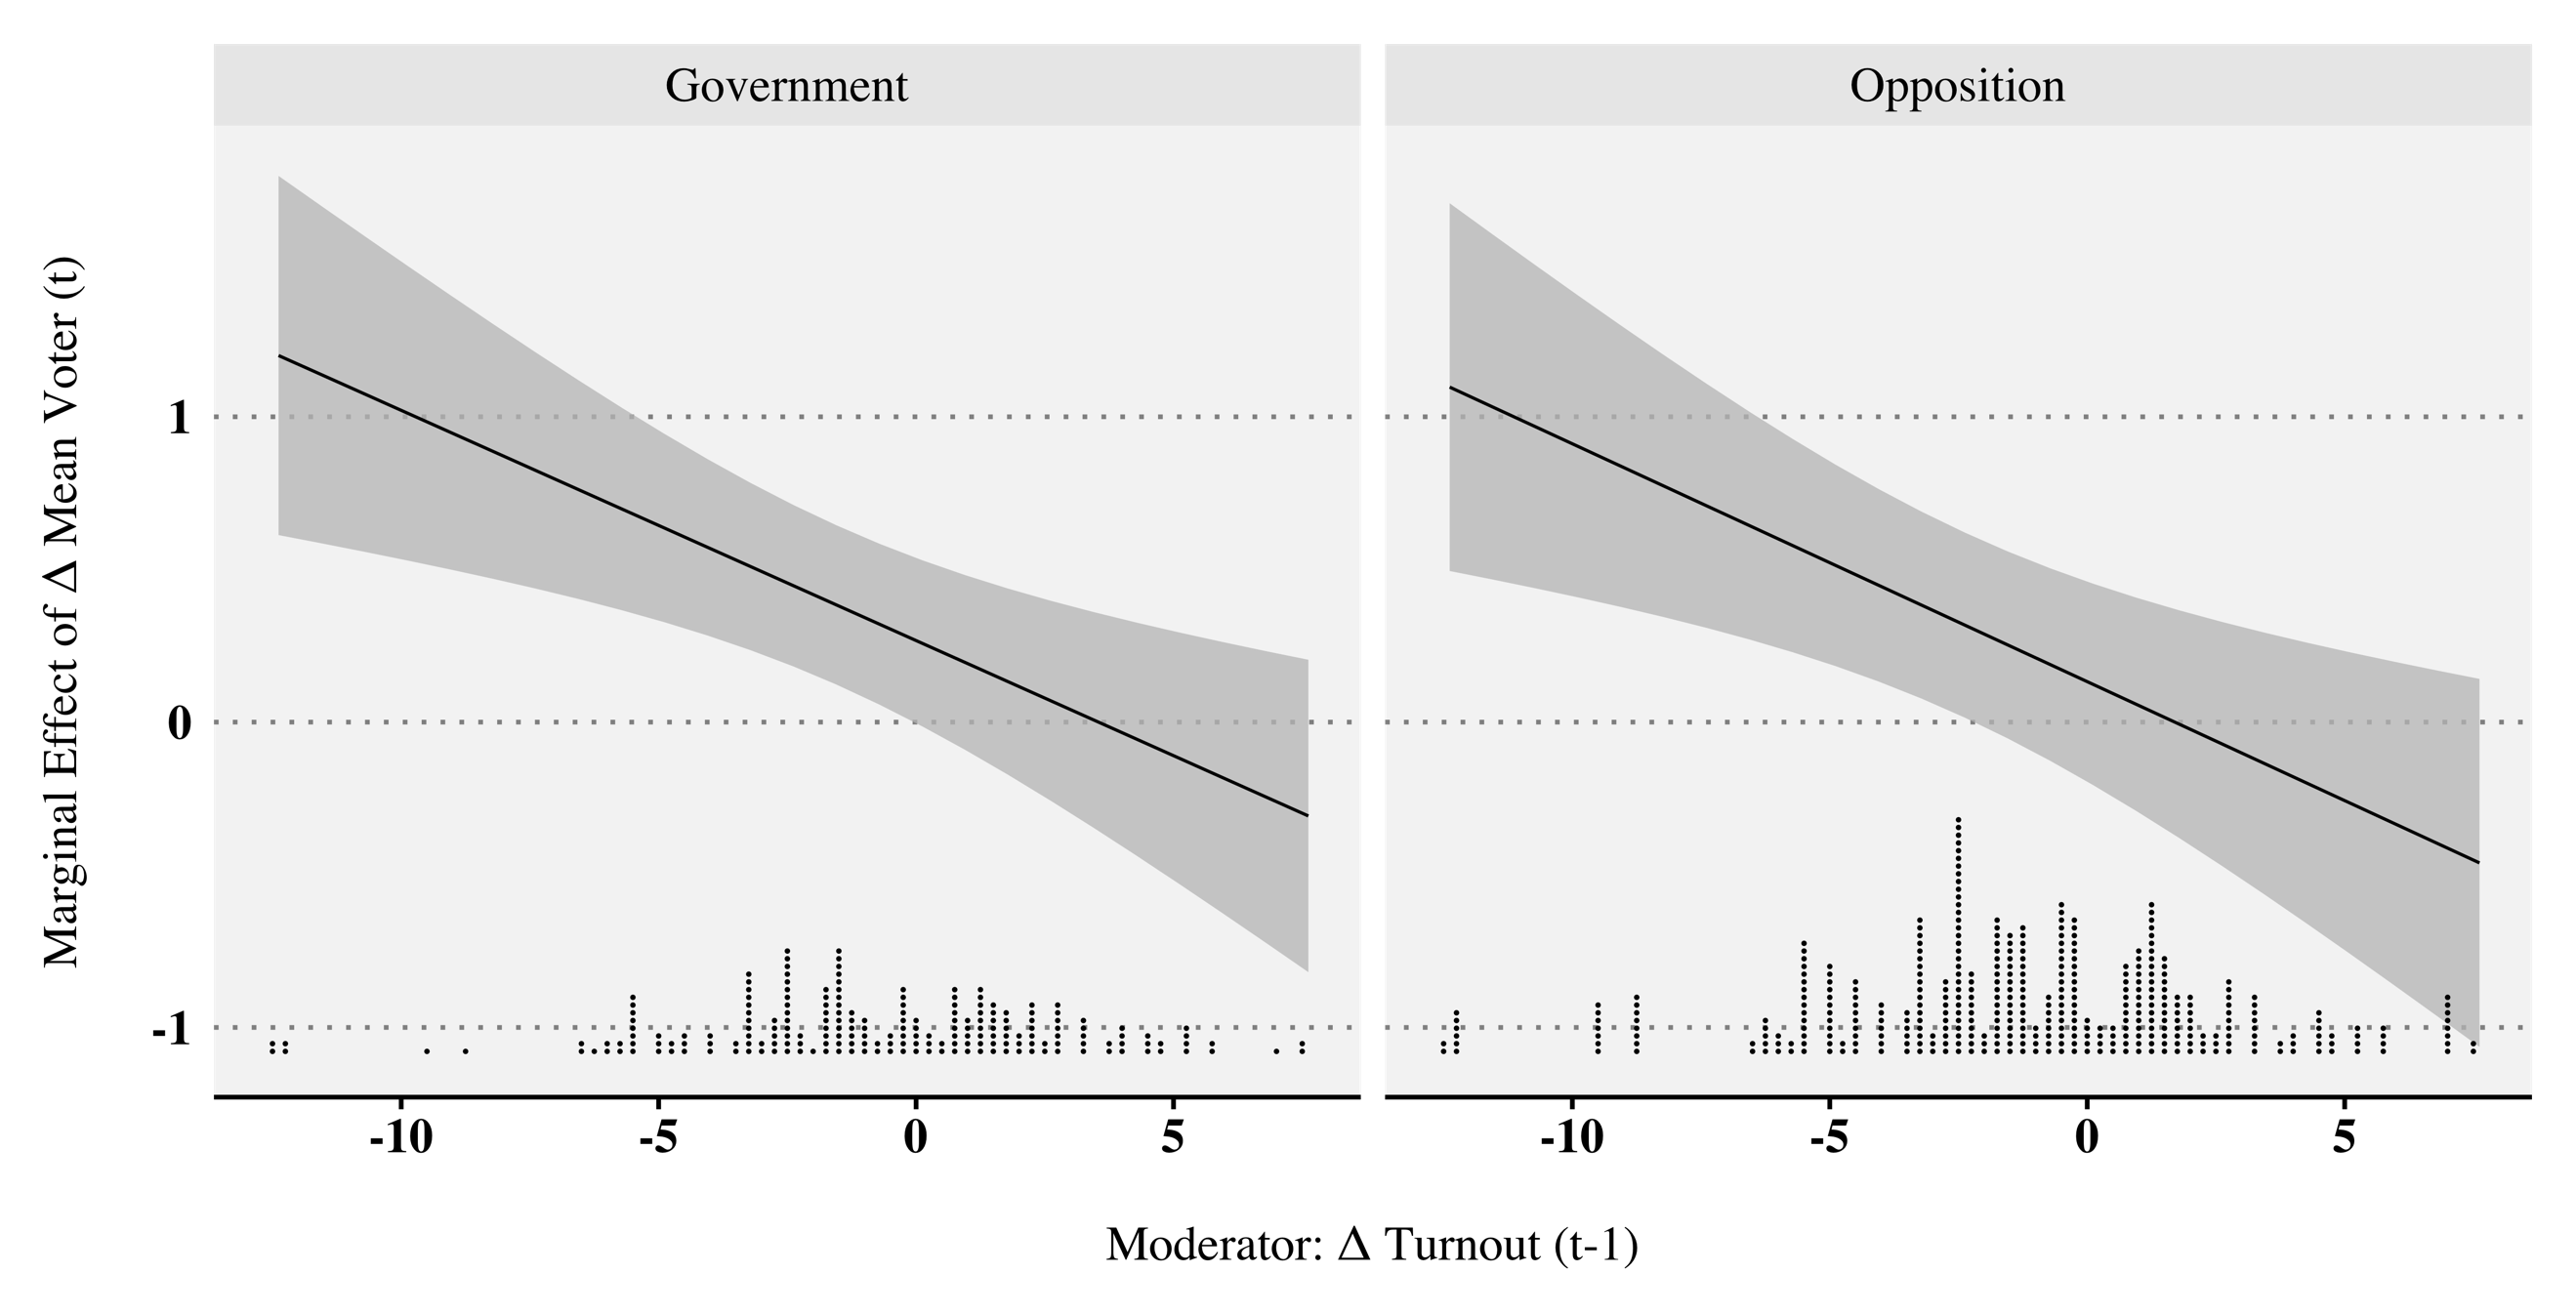 Government
Opposition
Marginal Effect of Δ Mean Voter (t)
1
0
-1
-10 -5 0 5
-10 -5 0 5
Moderator: Δ Turnout (t-1)